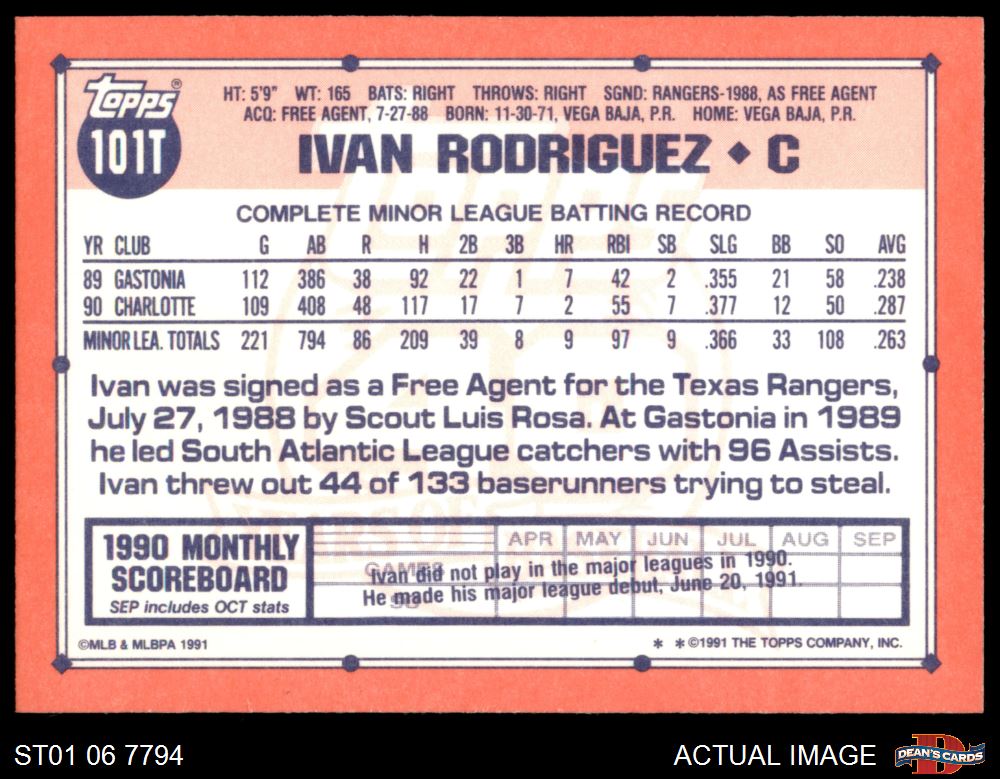 TOPPS®
101T
HT: 5'9" WT: 165 BATS: RIGHT THROWS: RIGHT SGND: RANGERS-1988, AS FREE AGENT
ACQ: FREE AGENT, 7-27-88 BORN: 11-30-71, VEGA BAJA, P.R. HOME: VEGA BAJA, P.R.
IVAN RODRIGUEZ ◆ C
COMPLETE MINOR LEAGUE BATTING RECORD
YR CLUB G AB R H 2B 3B HR RBI SB SLG BB SO AVG
89 GASTONIA 112 386 38 92 22 1 7 42 2 .355 21 58 .238
90 CHARLOTTE 109 408 48 117 17 7 2 55 7 .377 12 50 .287
MINOR LEA. TOTALS 221 794 86 209 39 8 9 97 9 .366 33 108 .263
Ivan was signed as a Free Agent for the Texas Rangers,
July 27, 1988 by Scout Luis Rosa. At Gastonia in 1989
he led South Atlantic League catchers with 96 Assists.
Ivan threw out 44 of 133 baserunners trying to steal.
1990 MONTHLY
SCOREBOARD
SEP includes OCT stats
APR MAY JUN JUL AUG SEP
GAMES
Ivan did not play in the major leagues in 1990.
He made his major league debut, June 20, 1991.
©MLB & MLBPA 1991
* * ©1991 THE TOPPS COMPANY, INC.
ST01 06 7794
ACTUAL IMAGE
DEAN'S CARDS